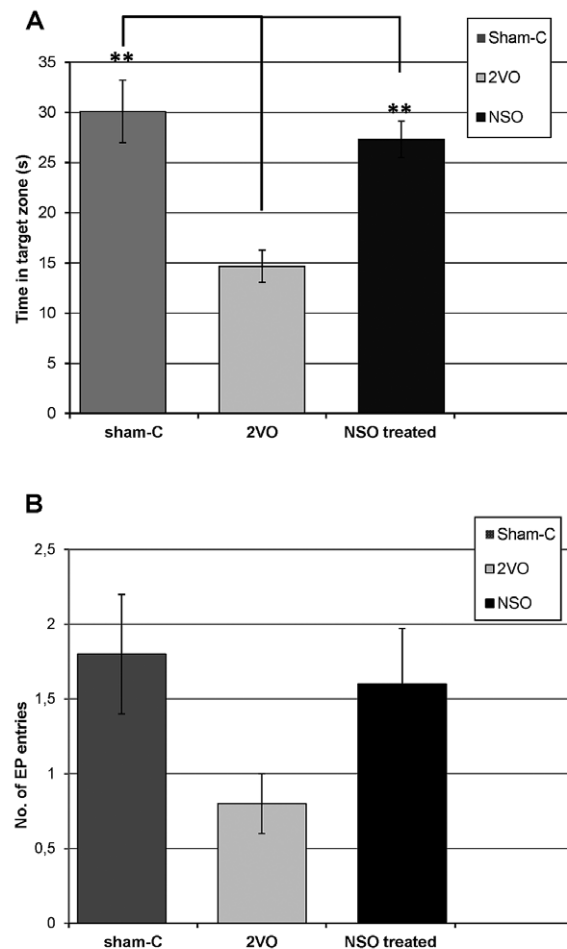 A
Sham-C
2VO
NSO
**
**
35
30
25
20
15
10
5
0
Time in target zone (s)
sham-C 2VO NSO treated
B
Sham-C
2VO
NSO
2,5
2
1,5
1
0,5
0
No. of EP entries
sham-C 2VO NSO treated